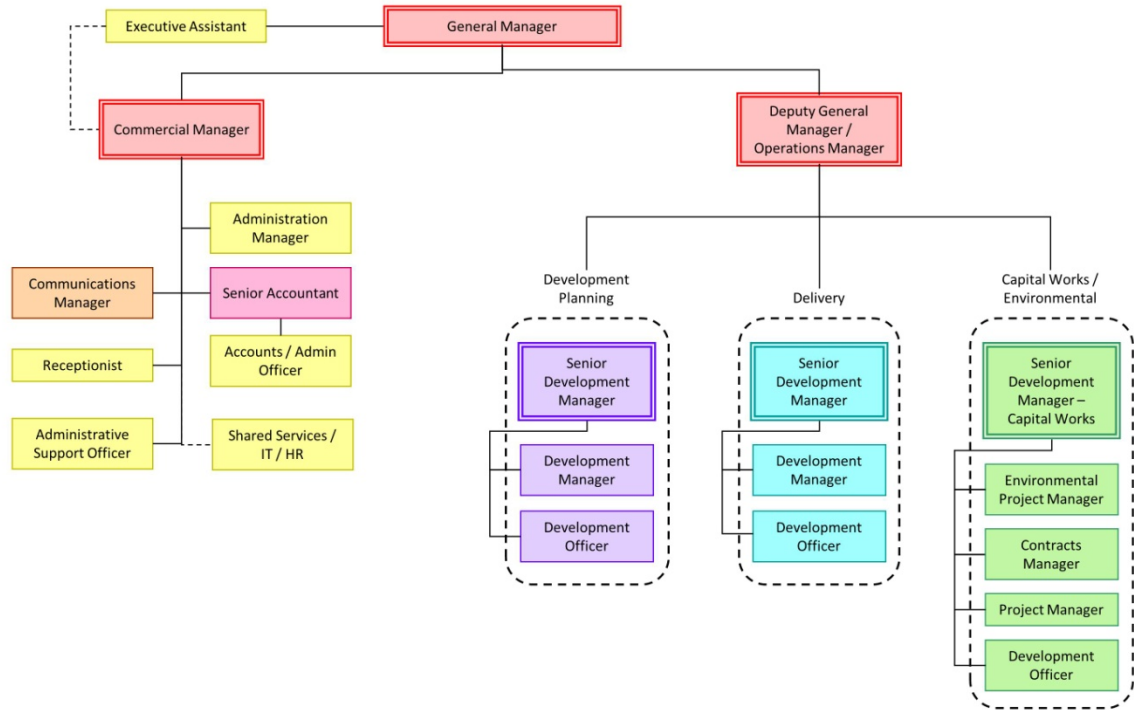 Executive Assistant
General Manager
Commercial Manager
Deputy General
Manager /
Operations Manager
Administration
Manager
Communications
Manager
Senior Accountant
Receptionist
Accounts / Admin
Officer
Administrative
Support Officer
Shared Services /
IT / HR
Development
Planning
Senior
Development
Manager
Development
Manager
Development
Officer
Delivery
Senior
Development
Manager
Development
Manager
Development
Officer
Capital Works /
Environmental
Senior
Development
Manager –
Capital Works
Environmental
Project Manager
Contracts
Manager
Project Manager
Development
Officer